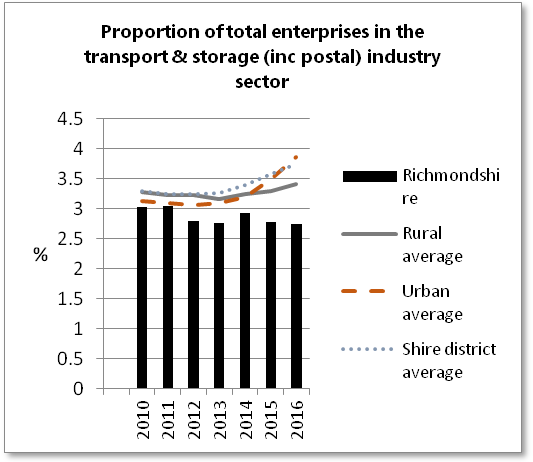 Proportion of total enterprises in the
transport & storage (inc postal) industry
sector
4.5
4
3.5
3
2.5
2
1.5
1
0.5
0
%
2010
2011
2012
2013
2014
2015
2016
Richmondshi
re
Rural
average
Urban
average
Shire district
average